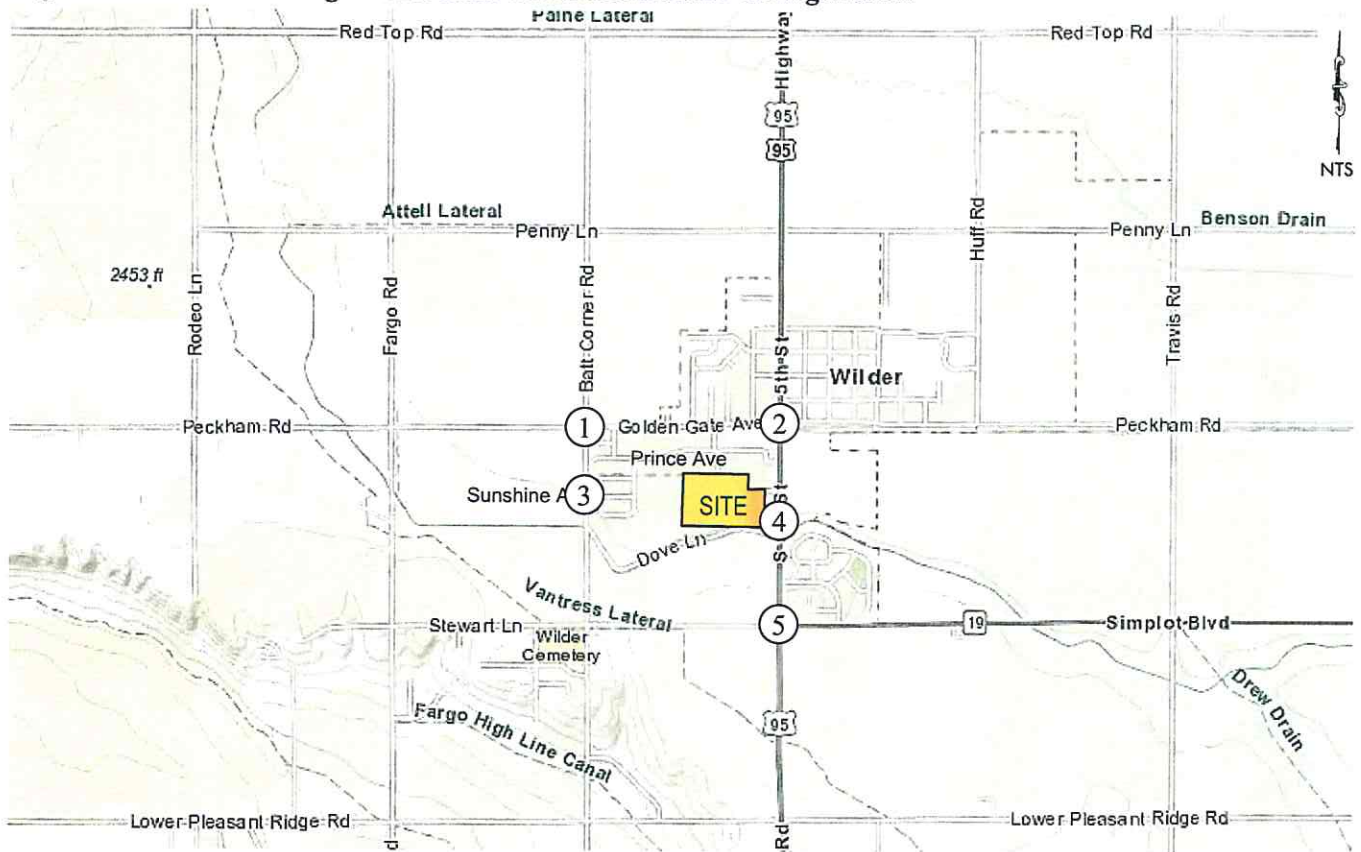 Paine Lateral
Red Top Rd
Highway
Red Top Rd
95
95
NTS
Attell Lateral
Penny Ln
Huff Rd
Penny Ln
Benson Drain
2453 ft
Rodeo Ln
Fargo Rd
Batt Corner Rd
5th St
Wilder
Travis Rd
Peckham Rd
1
Golden Gate Ave
2
Peckham Rd
Prince Ave
Sunshine A
3
SITE
St
4
Dove Ln
S
Vantress Lateral
Stewart Ln
5
19
Simplot Blvd
Wilder
Cemetery
Drew Drain
95
Fargo High Line Canal
Lower Pleasant Ridge Rd
Lower Pleasant Ridge Rd
d
Rd